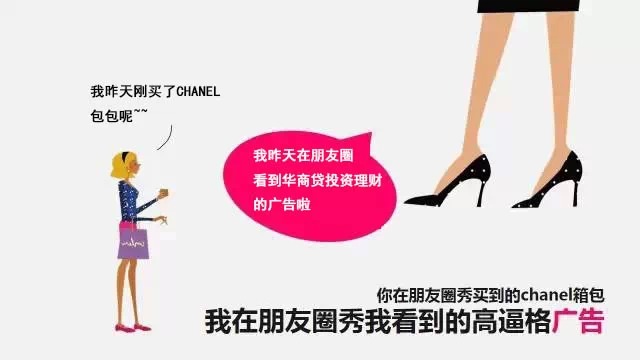 我昨天刚买了CHANEL
包包呢~~
我昨天在朋友圈
看到华商贷投资理财
的广告啦
你在朋友圈秀买到的chanel箱包
我在朋友圈秀我看到的高逼格广告